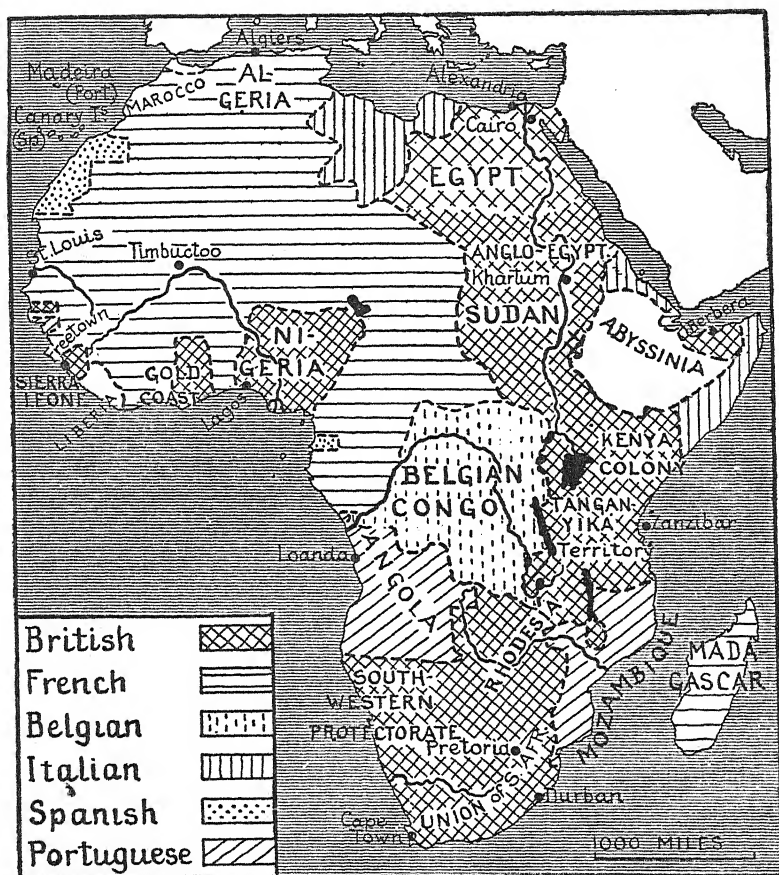 Algiers
Madeira
(Port)
MAROCCO
AL-
GERIA
Canary Is
(Sp)
Alexandria
Cairo
EGYPT
St. Louis
Timbuctoo
ANGLO-EGYPT.
Khartum
SUDAN
Berbera
ABYSSINIA
Freetown
SIERRA
LEONE
LIBERIA
GOLD
COAST
NI-
GERIA
Lagos
KENYA
COLONY
BELGIAN
CONGO
TANGAN-
YIKA
Territory
Zanzibar
Loanda
ANGOLA
RHODESIA
MOZAMBIQUE
MADA
GASCAR
SOUTH-
WESTERN
PROTECTORATE
Pretoria
UNION of S. AFR.
Durban
Cape
Town
1000 MILES
British
French
Belgian
Italian
Spanish
Portuguese